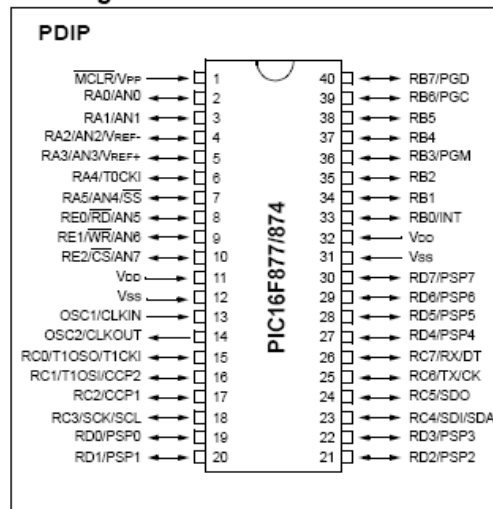 PDIP
MCLR/VPP 1 40 RB7/PGD
RA0/AN0 2 39 RB6/PGC
RA1/AN1 3 38 RB5
RA2/AN2/VREF- 4 37 RB4
RA3/AN3/VREF+ 5 36 RB3/PGM
RA4/T0CKI 6 35 RB2
RA5/AN4/SS 7 34 RB1
RE0/RD/AN5 8 33 RB0/INT
RE1/WR/AN6 9 32 VDD
RE2/CS/AN7 10 31 VSS
VDD 11 30 RD7/PSP7
VSS 12 29 RD6/PSP6
OSC1/CLKIN 13 28 RD5/PSP5
OSC2/CLKOUT 14 27 RD4/PSP4
RC0/T1OSO/T1CKI 15 26 RC7/RX/DT
RC1/T1OSI/CCP2 16 25 RC6/TX/CK
RC2/CCP1 17 24 RC5/SDO
RC3/SCK/SCL 18 23 RC4/SDI/SDA
RD0/PSP0 19 22 RD3/PSP3
RD1/PSP1 20 21 RD2/PSP2
PIC16F877/874